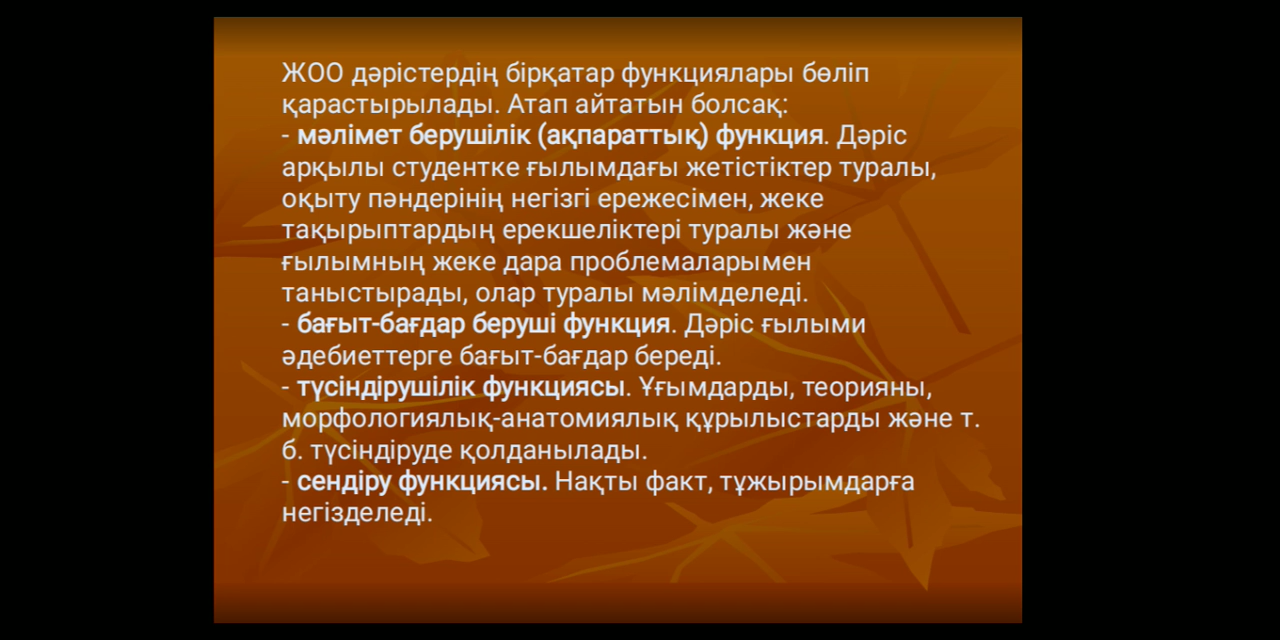 ЖОО дәрістердің бірқатар функциялары бөліп
қарастырылады. Атап айтатын болсақ:
- мәлімет берушілік (ақпараттық) функция. Дәріс
арқылы студентке ғылымдағы жетістіктер туралы,
оқыту пәндерінің негізгі ережесімен, жеке
тақырыптардың ерекшеліктері туралы және
ғылымның жеке дара проблемаларымен
таныстырады, олар туралы мәлімделеді.
- бағыт-бағдар беруші функция. Дәріс ғылыми
әдебиеттерге бағыт-бағдар береді.
- түсіндірушілік функциясы. Ұғымдарды, теорияны,
морфологиялық-анатомиялық құрылыстарды және т.
б. түсіндіруде қолданылады.
- сендіру функциясы. Нақты факт, тұжырымдарға
негізделеді.